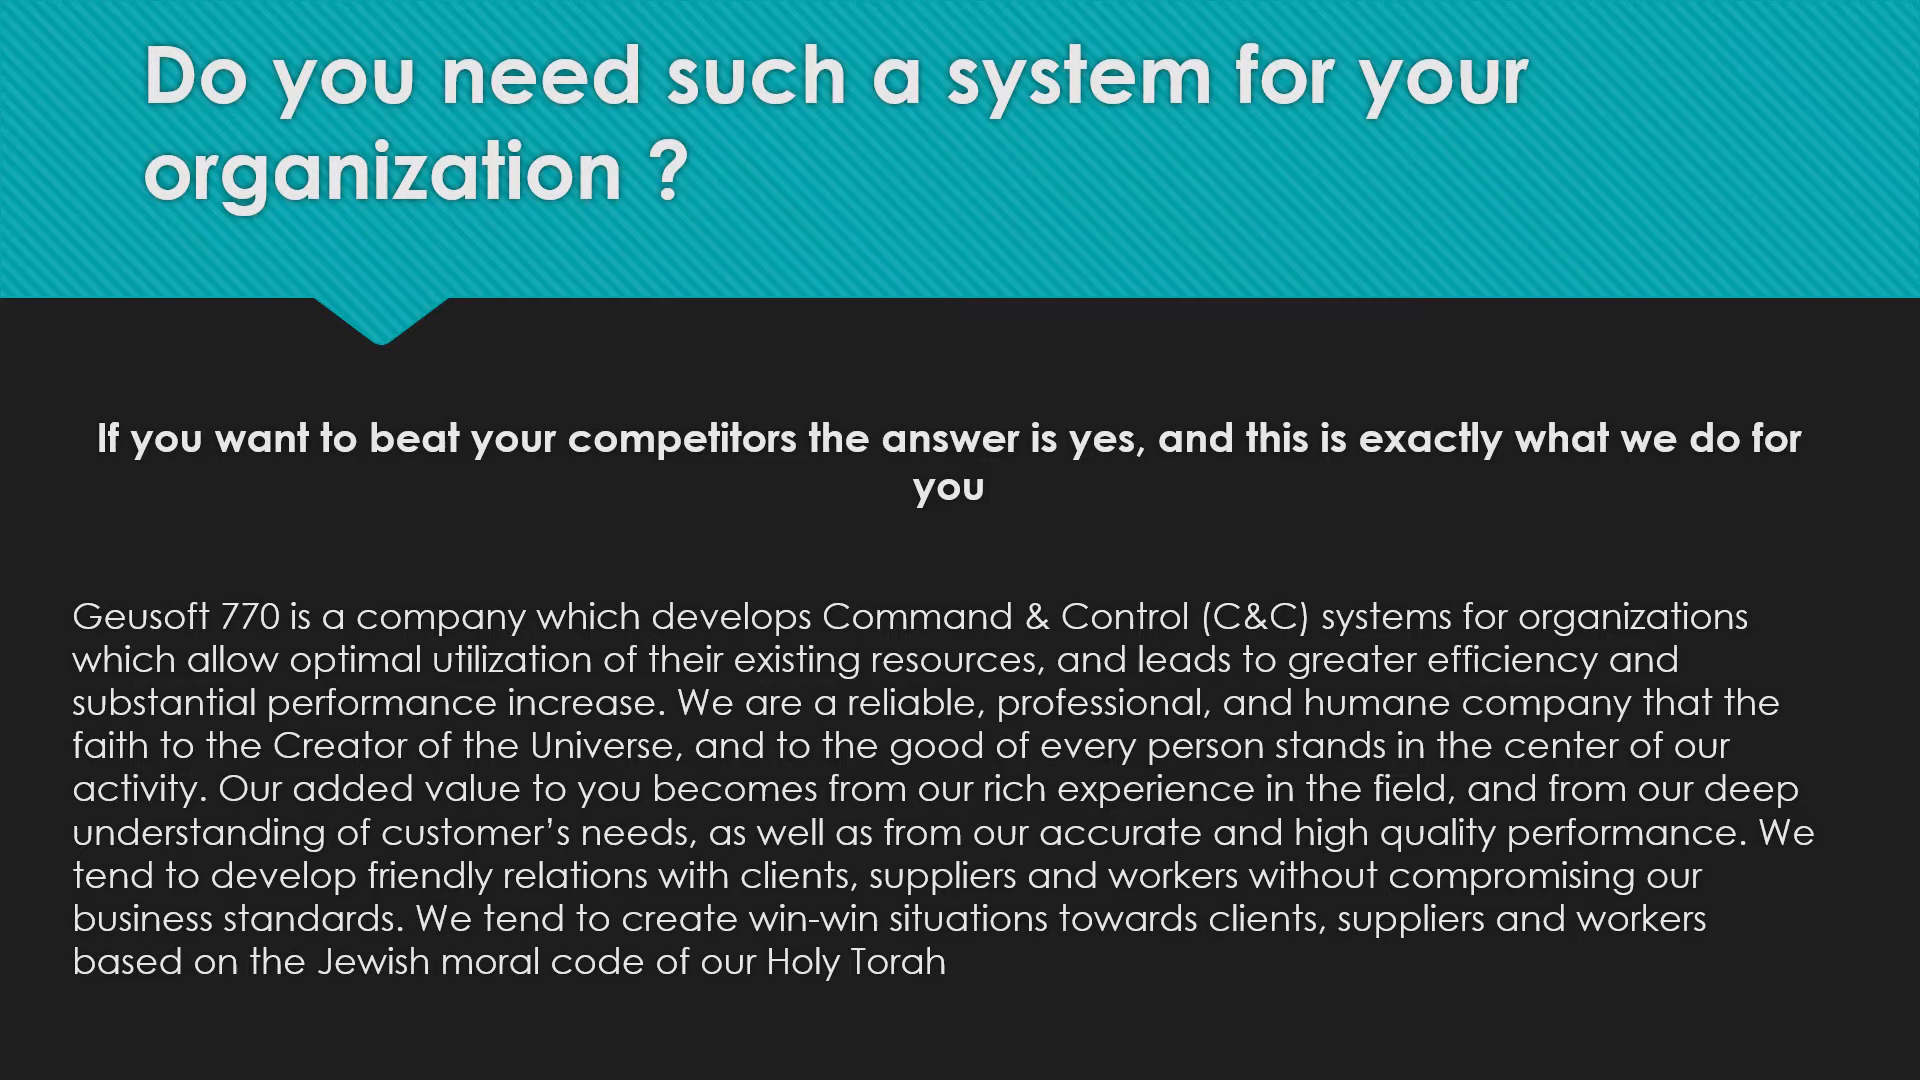 Do you need such a system for your
organization ?
If you want to beat your competitors the answer is yes, and this is exactly what we do for
you
Geusoft 770 is a company which develops Command & Control (C&C) systems for organizations
which allow optimal utilization of their existing resources, and leads to greater efficiency and
substantial performance increase. We are a reliable, professional, and humane company that the
faith to the Creator of the Universe, and to the good of every person stands in the center of our
activity. Our added value to you becomes from our rich experience in the field, and from our deep
understanding of customer’s needs, as well as from our accurate and high quality performance. We
tend to develop friendly relations with clients, suppliers and workers without compromising our
business standards. We tend to create win-win situations towards clients, suppliers and workers
based on the Jewish moral code of our Holy Torah